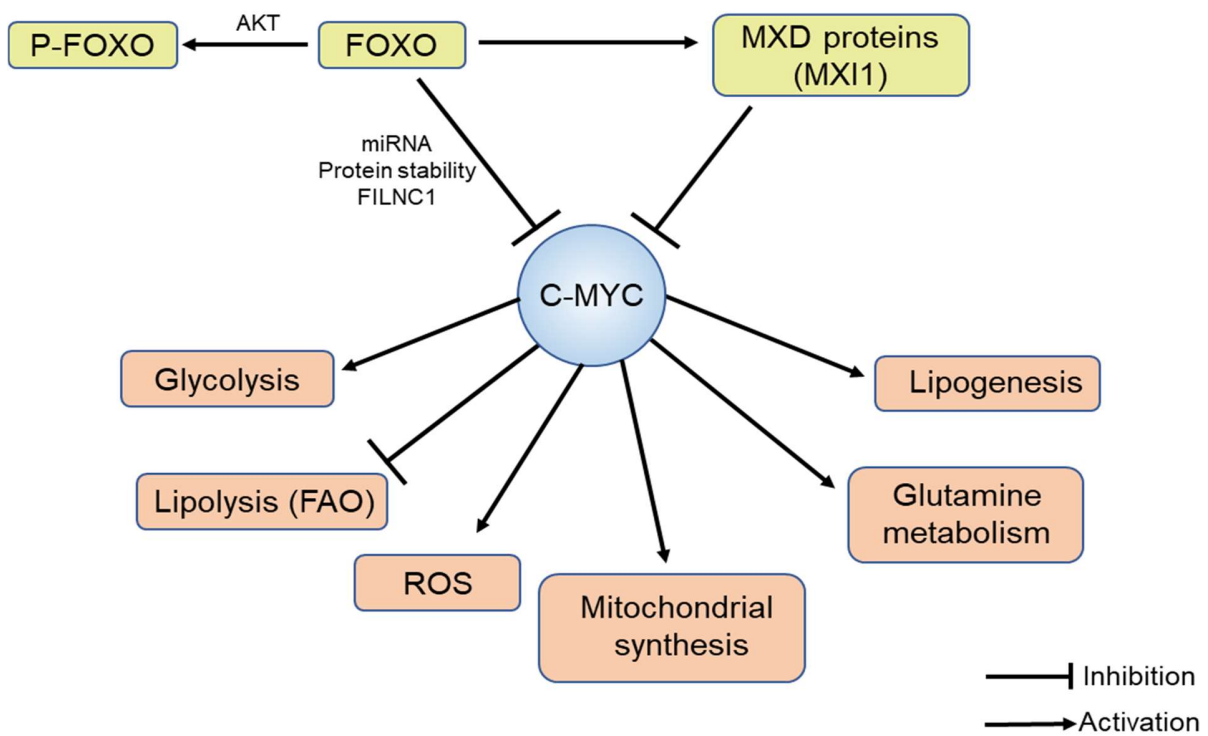 AKT
P-FOXO
FOXO
MXD proteins
(MXI1)
miRNA
Protein stability
FILNC1
C-MYC
Glycolysis
Lipogenesis
Lipolysis (FAO)
Glutamine
metabolism
ROS
Mitochondrial
synthesis
Inhibition
Activation